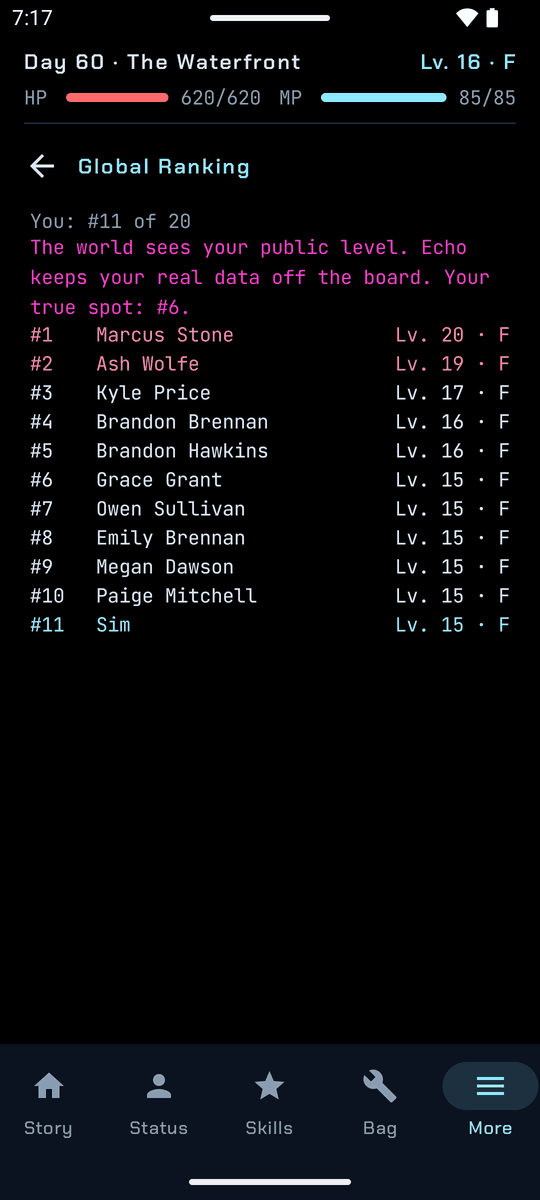 7:17
Day 60 · The Waterfront Lv. 16 · F
HP 620/620 MP 85/85
Global Ranking
You: #11 of 20
The world sees your public level. Echo
keeps your real data off the board. Your
true spot: #6.
#1 Marcus Stone Lv. 20 · F
#2 Ash Wolfe Lv. 19 · F
#3 Kyle Price Lv. 17 · F
#4 Brandon Brennan Lv. 16 · F
#5 Brandon Hawkins Lv. 16 · F
#6 Grace Grant Lv. 15 · F
#7 Owen Sullivan Lv. 15 · F
#8 Emily Brennan Lv. 15 · F
#9 Megan Dawson Lv. 15 · F
#10 Paige Mitchell Lv. 15 · F
#11 Sim Lv. 15 · F
Story Status Skills Bag More